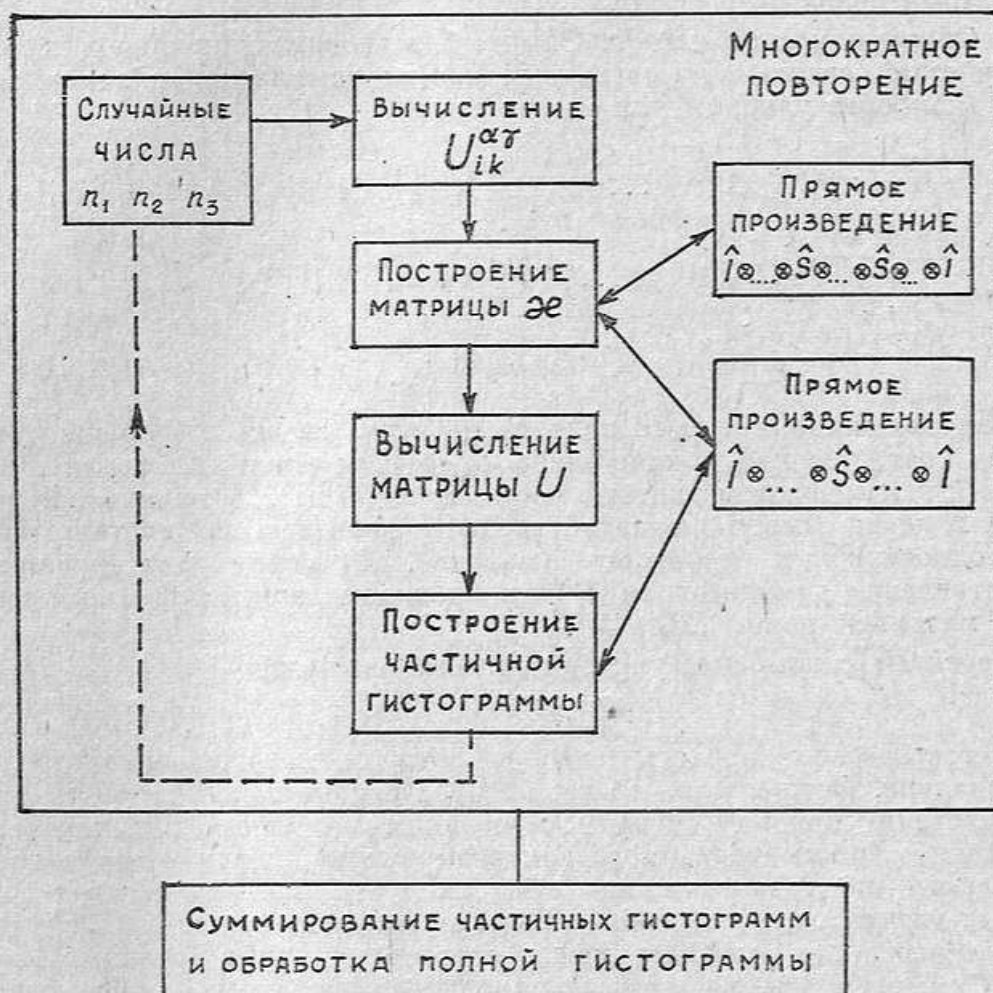 Многократное
повторение
Случайные
числа
n₁ n₂ n₃
Вычисление
U_{ik}^{αγ}
Построение
матрицы ℋ
Вычисление
матрицы U
Построение
частичной
гистограммы
Прямое
произведение
Î⊗....⊗Ŝ⊗...⊗Ŝ⊗...⊗Î
Прямое
произведение
Î⊗... ⊗Ŝ⊗... ⊗Î
Суммирование частичных гистограмм
и обработка полной гистограммы